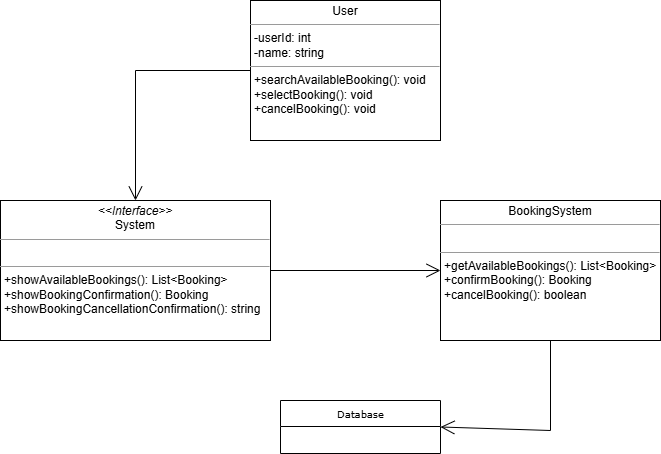 User
-userId: int
-name: string
+searchAvailableBooking(): void
+selectBooking(): void
+cancelBooking(): void
<<Interface>>
System
+showAvailableBookings(): List<Booking>
+showBookingConfirmation(): Booking
+showBookingCancellationConfirmation(): string
BookingSystem
+getAvailableBookings(): List<Booking>
+confirmBooking(): Booking
+cancelBooking(): boolean
Database